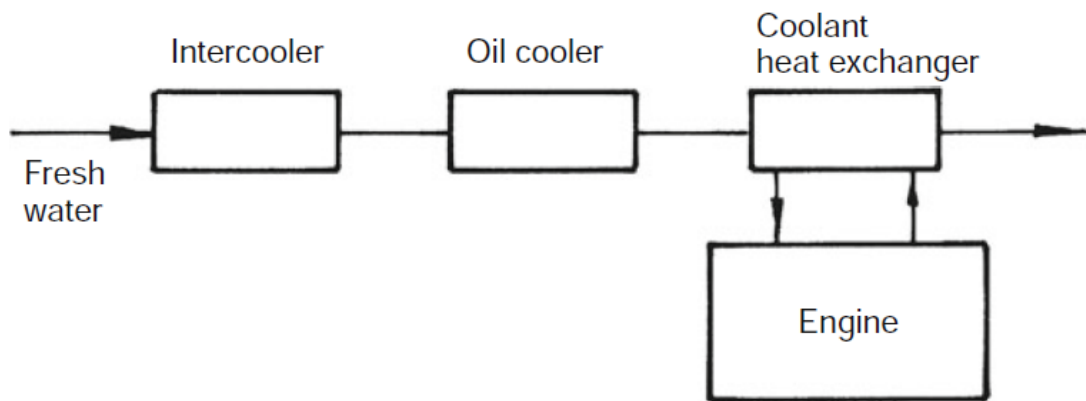 Intercooler
Oil cooler
Coolant
heat exchanger
Fresh
water
Engine